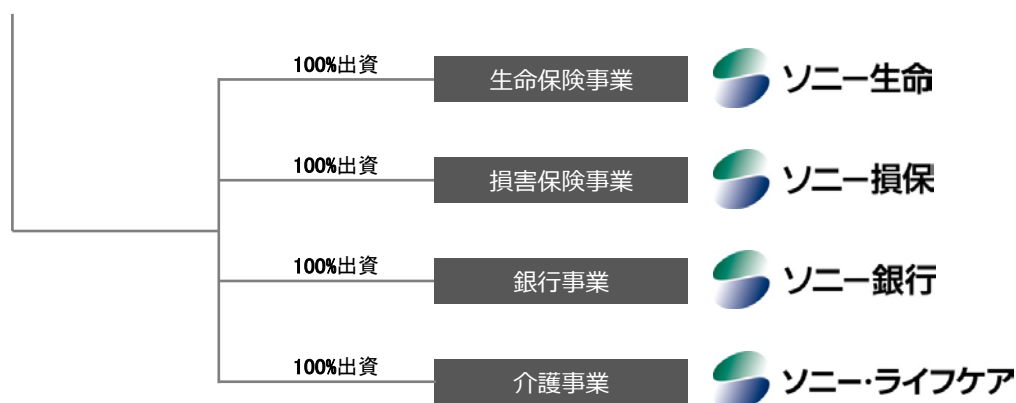 100%出資
生命保険事業
ソニー生命
100%出資
損害保険事業
ソニー損保
100%出資
銀行事業
ソニー銀行
100%出資
介護事業
ソニー・ライフケア